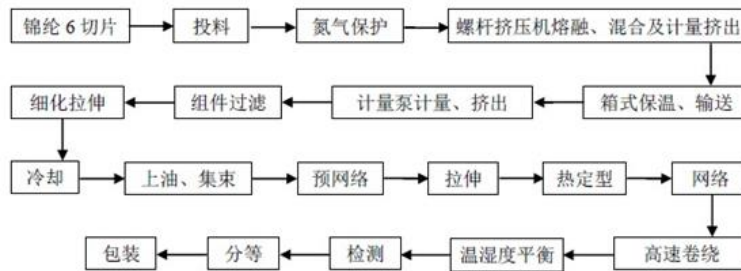 锦纶6切片
投料
氮气保护
螺杆挤压机熔融、混合及计量挤出
箱式保温、输送
计量泵计量、挤出
组件过滤
细化拉伸
冷却
上油、集束
预网络
拉伸
热定型
网络
高速卷绕
温湿度平衡
检测
分等
包装